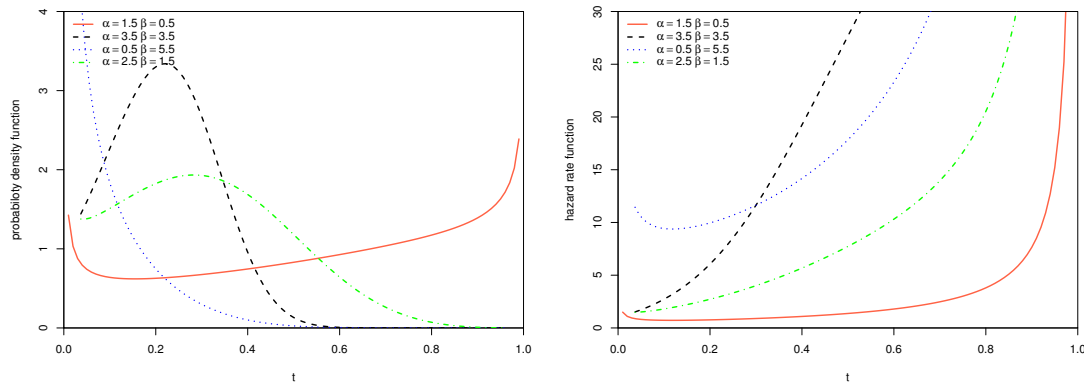 α = 1.5 β = 0.5
α = 3.5 β = 3.5
α = 0.5 β = 5.5
α = 2.5 β = 1.5
probabiloty density function
4
3
2
1
0
0.0 0.2 0.4 0.6 0.8 1.0
t
α = 1.5 β = 0.5
α = 3.5 β = 3.5
α = 0.5 β = 5.5
α = 2.5 β = 1.5
hazard rate function
30
25
20
15
10
5
0
0.0 0.2 0.4 0.6 0.8 1.0
t